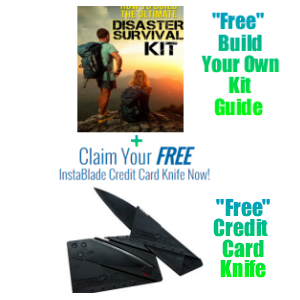 HOW TO BUILD
THE ULTIMATE
DISASTER
SURVIVAL
KIT
"Free"
Build
Your Own
Kit
Guide
+
Claim Your FREE
InstaBlade Credit Card Knife Now!
"Free"
Credit
Card
Knife